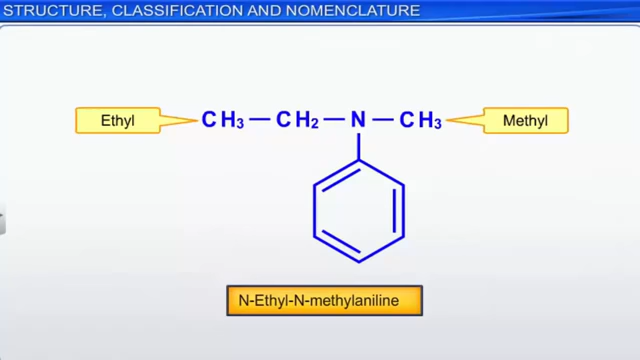 STRUCTURE, CLASSIFICATION AND NOMENCLATURE
Ethyl CH₃ — CH₂ — N — CH₃ Methyl
N-Ethyl-N-methylaniline